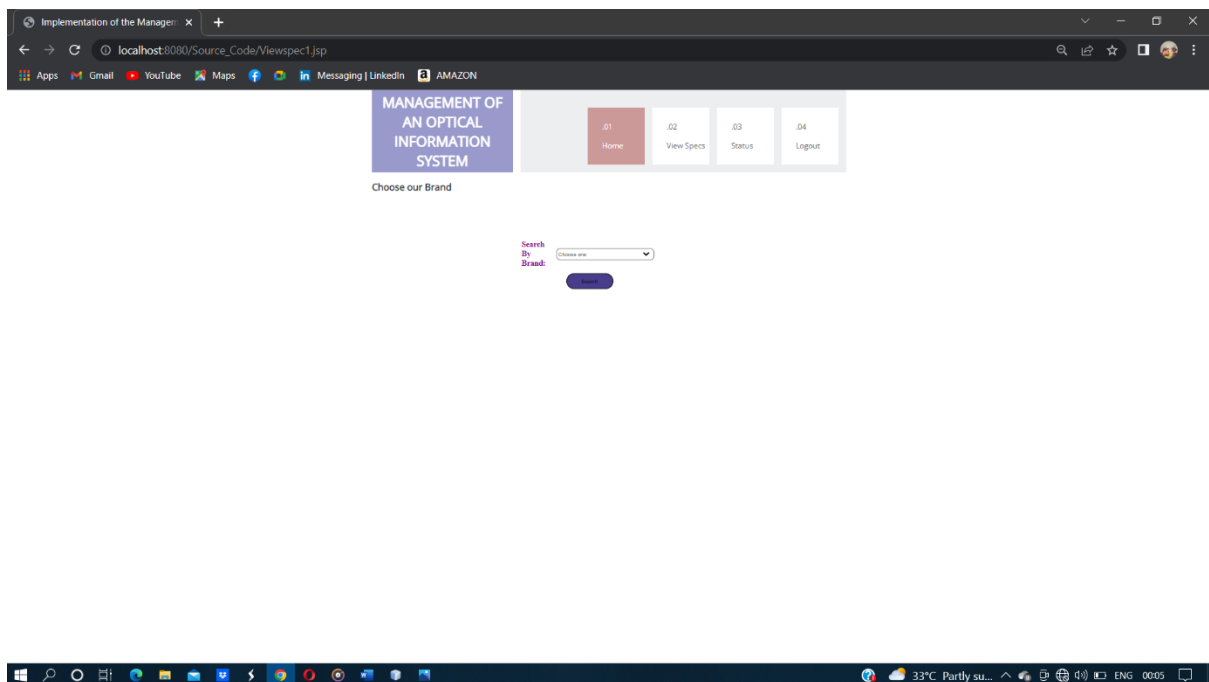 Implementation of the Managem
localhost:8080/Source_Code/Viewspec1.jsp
Apps Gmail YouTube Maps Messaging | LinkedIn AMAZON
MANAGEMENT OF
AN OPTICAL
INFORMATION
SYSTEM
.01 .02 .03 .04
Home View Specs Status Logout
Choose our Brand
Search
By
Brand:
Choose one
Search
33°C Partly su... ENG 00:05